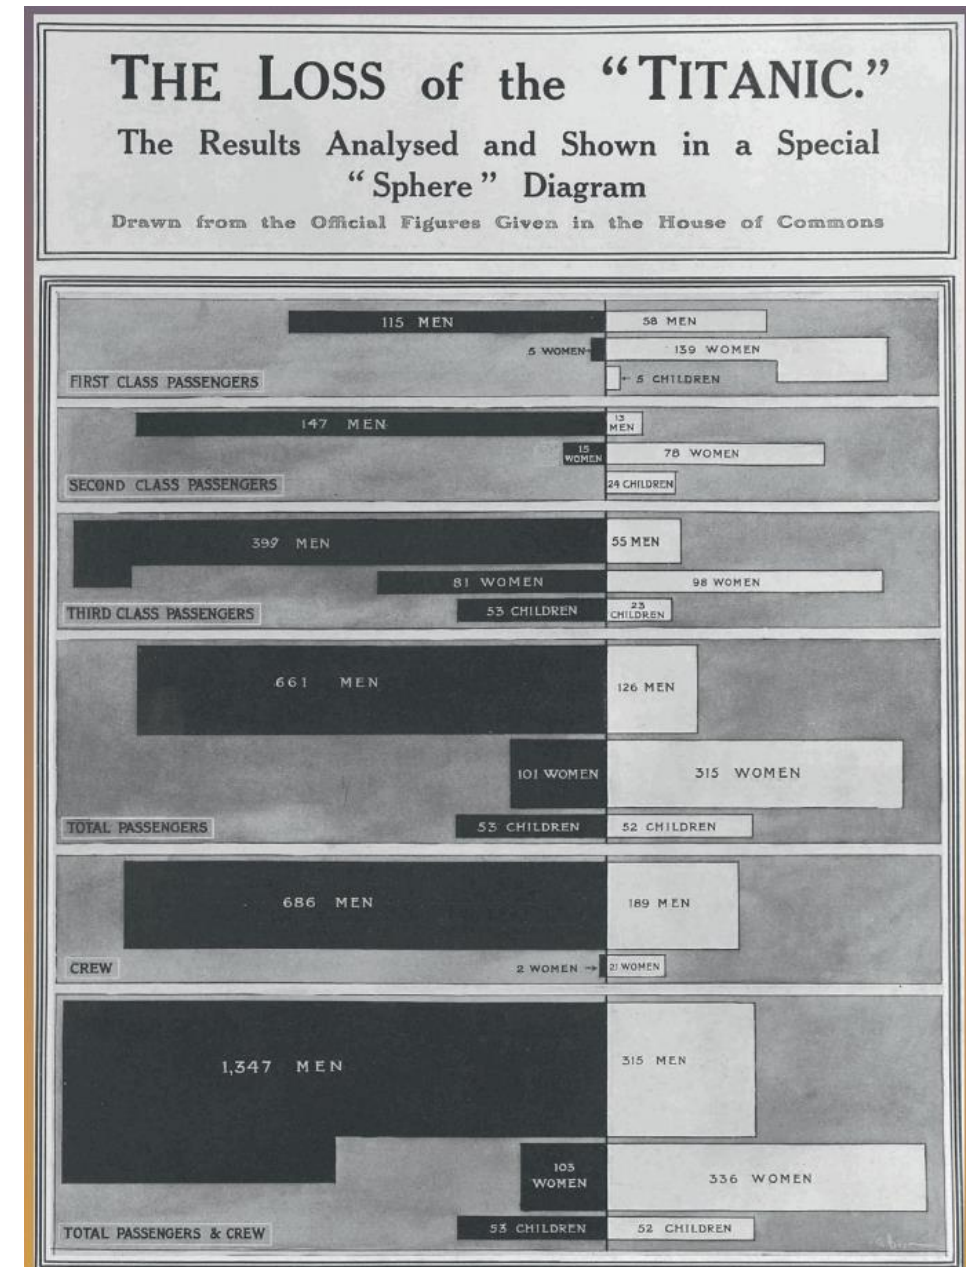 THE LOSS of the "TITANIC."
The Results Analysed and Shown in a Special
"Sphere" Diagram
Drawn from the Official Figures Given in the House of Commons
115 MEN
58 MEN
5 WOMEN
139 WOMEN
5 CHILDREN
FIRST CLASS PASSENGERS
147 MEN
13
MEN
15
WOMEN
78 WOMEN
24 CHILDREN
SECOND CLASS PASSENGERS
399 MEN
55 MEN
81 WOMEN
98 WOMEN
53 CHILDREN
23
CHILDREN
THIRD CLASS PASSENGERS
661 MEN
126 MEN
101 WOMEN
315 WOMEN
53 CHILDREN
52 CHILDREN
TOTAL PASSENGERS
686 MEN
189 MEN
2 WOMEN
21 WOMEN
CREW
1,347 MEN
315 MEN
103
WOMEN
336 WOMEN
53 CHILDREN
52 CHILDREN
TOTAL PASSENGERS & CREW